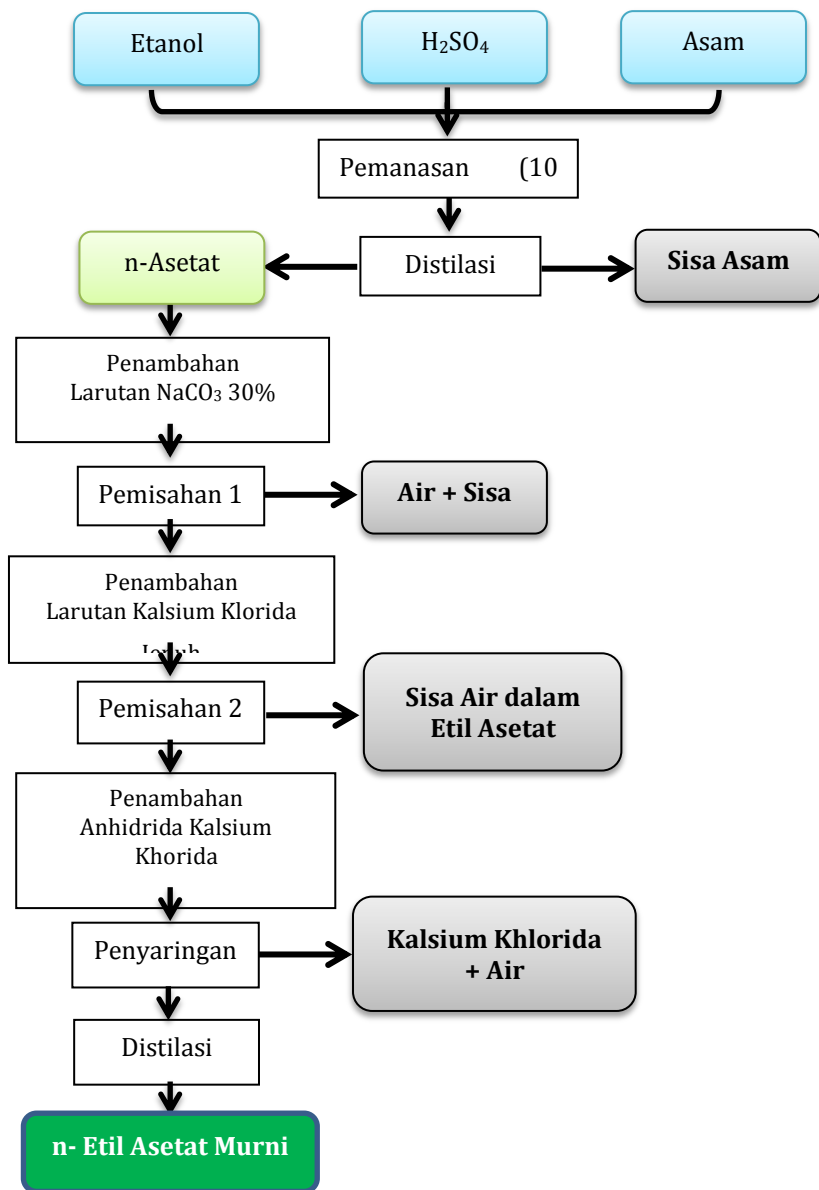 Etanol
H₂SO₄
Asam
Pemanasan (10
Distilasi
n-Asetat
Sisa Asam
Penambahan
Larutan NaCO₃ 30%
Pemisahan 1
Air + Sisa
Penambahan
Larutan Kalsium Klorida
Pemisahan 2
Sisa Air dalam
Etil Asetat
Penambahan
Anhidrida Kalsium
Khorida
Penyaringan
Kalsium Khlorida
+ Air
Distilasi
n- Etil Asetat Murni